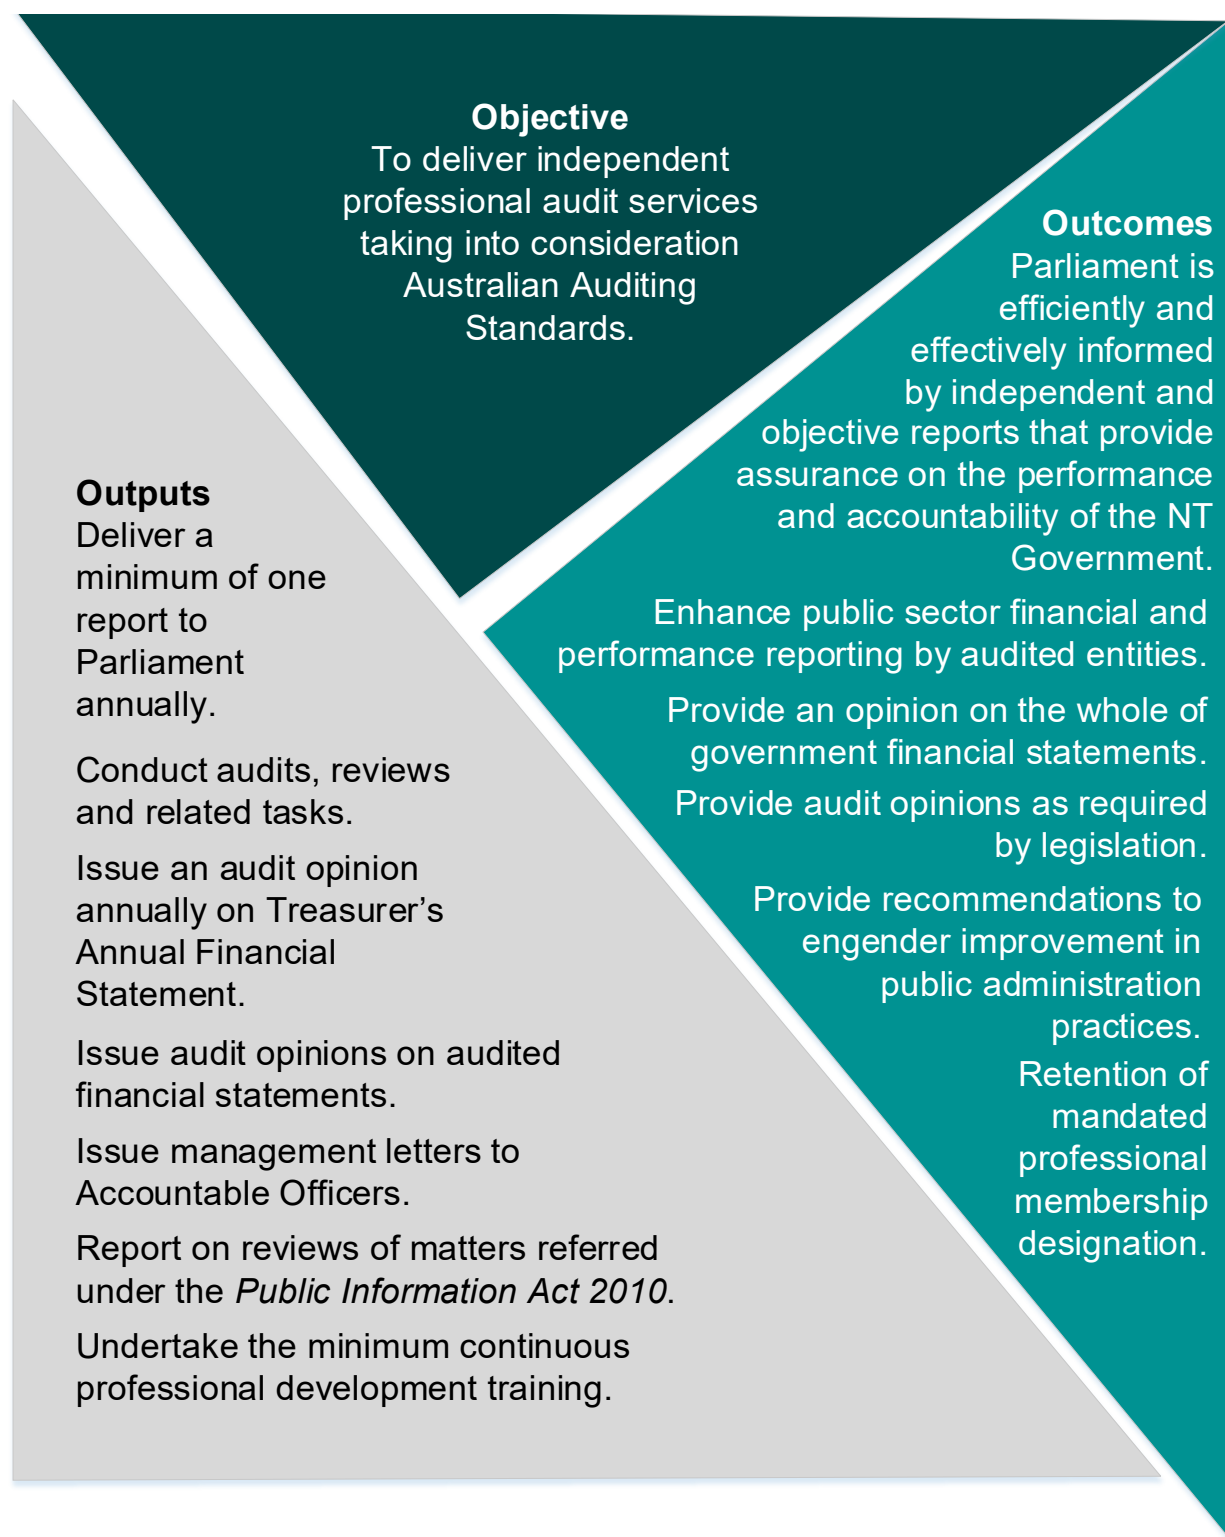 Objective
To deliver independent
professional audit services
taking into consideration
Australian Auditing
Standards.
Outcomes
Parliament is
efficiently and
effectively informed
by independent and
objective reports that provide
assurance on the performance
and accountability of the NT
Government.
Enhance public sector financial and
performance reporting by audited entities.
Provide an opinion on the whole of
government financial statements.
Provide audit opinions as required
by legislation.
Provide recommendations to
engender improvement in
public administration
practices.
Retention of
mandated
professional
membership
designation.
Outputs
Deliver a
minimum of one
report to
Parliament
annually.
Conduct audits, reviews
and related tasks.
Issue an audit opinion
annually on Treasurer’s
Annual Financial
Statement.
Issue audit opinions on audited
financial statements.
Issue management letters to
Accountable Officers.
Report on reviews of matters referred
under the Public Information Act 2010.
Undertake the minimum continuous
professional development training.